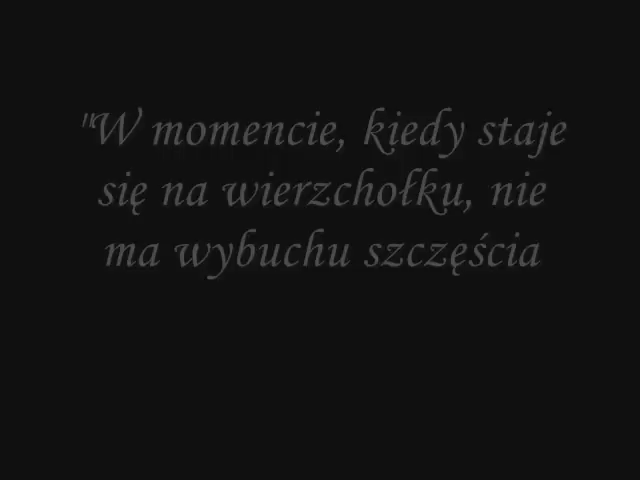 "W momencie, kiedy staje
się na wierzchołku, nie
ma wybuchu szczęścia